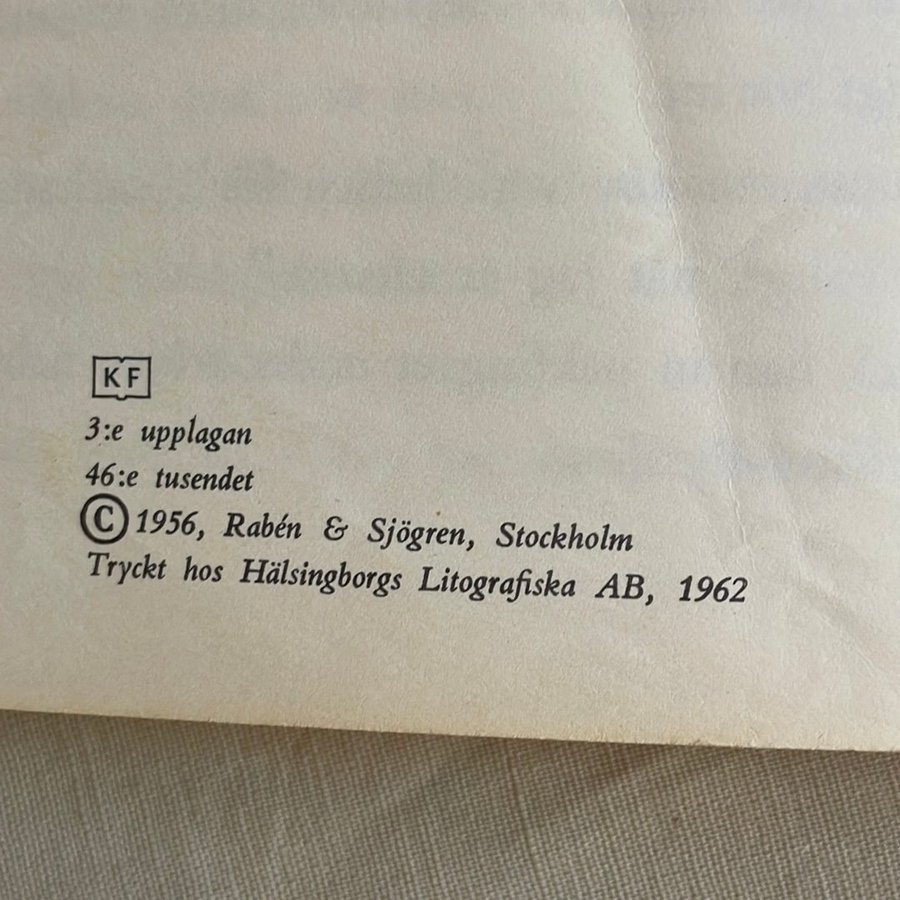 KF
3:e upplagan
46:e tusendet
© 1956, Rabén & Sjögren, Stockholm
Tryckt hos Hälsingborgs Litografiska AB, 1962